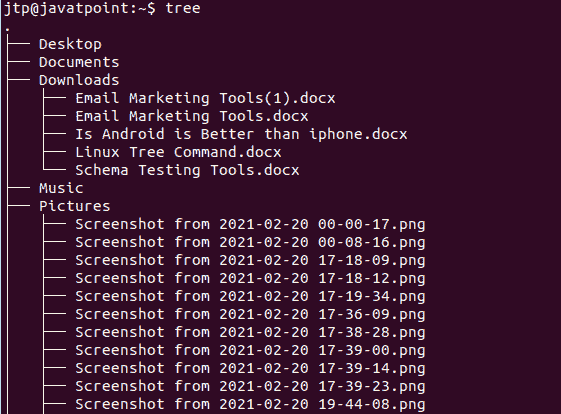 jtp@javatpoint:~$ tree
.
├── Desktop
├── Documents
├── Downloads
│   ├── Email Marketing Tools(1).docx
│   ├── Email Marketing Tools.docx
│   ├── Is Android is Better than iphone.docx
│   ├── Linux Tree Command.docx
│   └── Schema Testing Tools.docx
├── Music
├── Pictures
│   ├── Screenshot from 2021-02-20 00-00-17.png
│   ├── Screenshot from 2021-02-20 00-08-16.png
│   ├── Screenshot from 2021-02-20 17-18-09.png
│   ├── Screenshot from 2021-02-20 17-18-12.png
│   ├── Screenshot from 2021-02-20 17-19-34.png
│   ├── Screenshot from 2021-02-20 17-36-09.png
│   ├── Screenshot from 2021-02-20 17-38-28.png
│   ├── Screenshot from 2021-02-20 17-39-00.png
│   ├── Screenshot from 2021-02-20 17-39-14.png
│   ├── Screenshot from 2021-02-20 17-39-23.png
│   ├── Screenshot from 2021-02-20 19-44-08.png